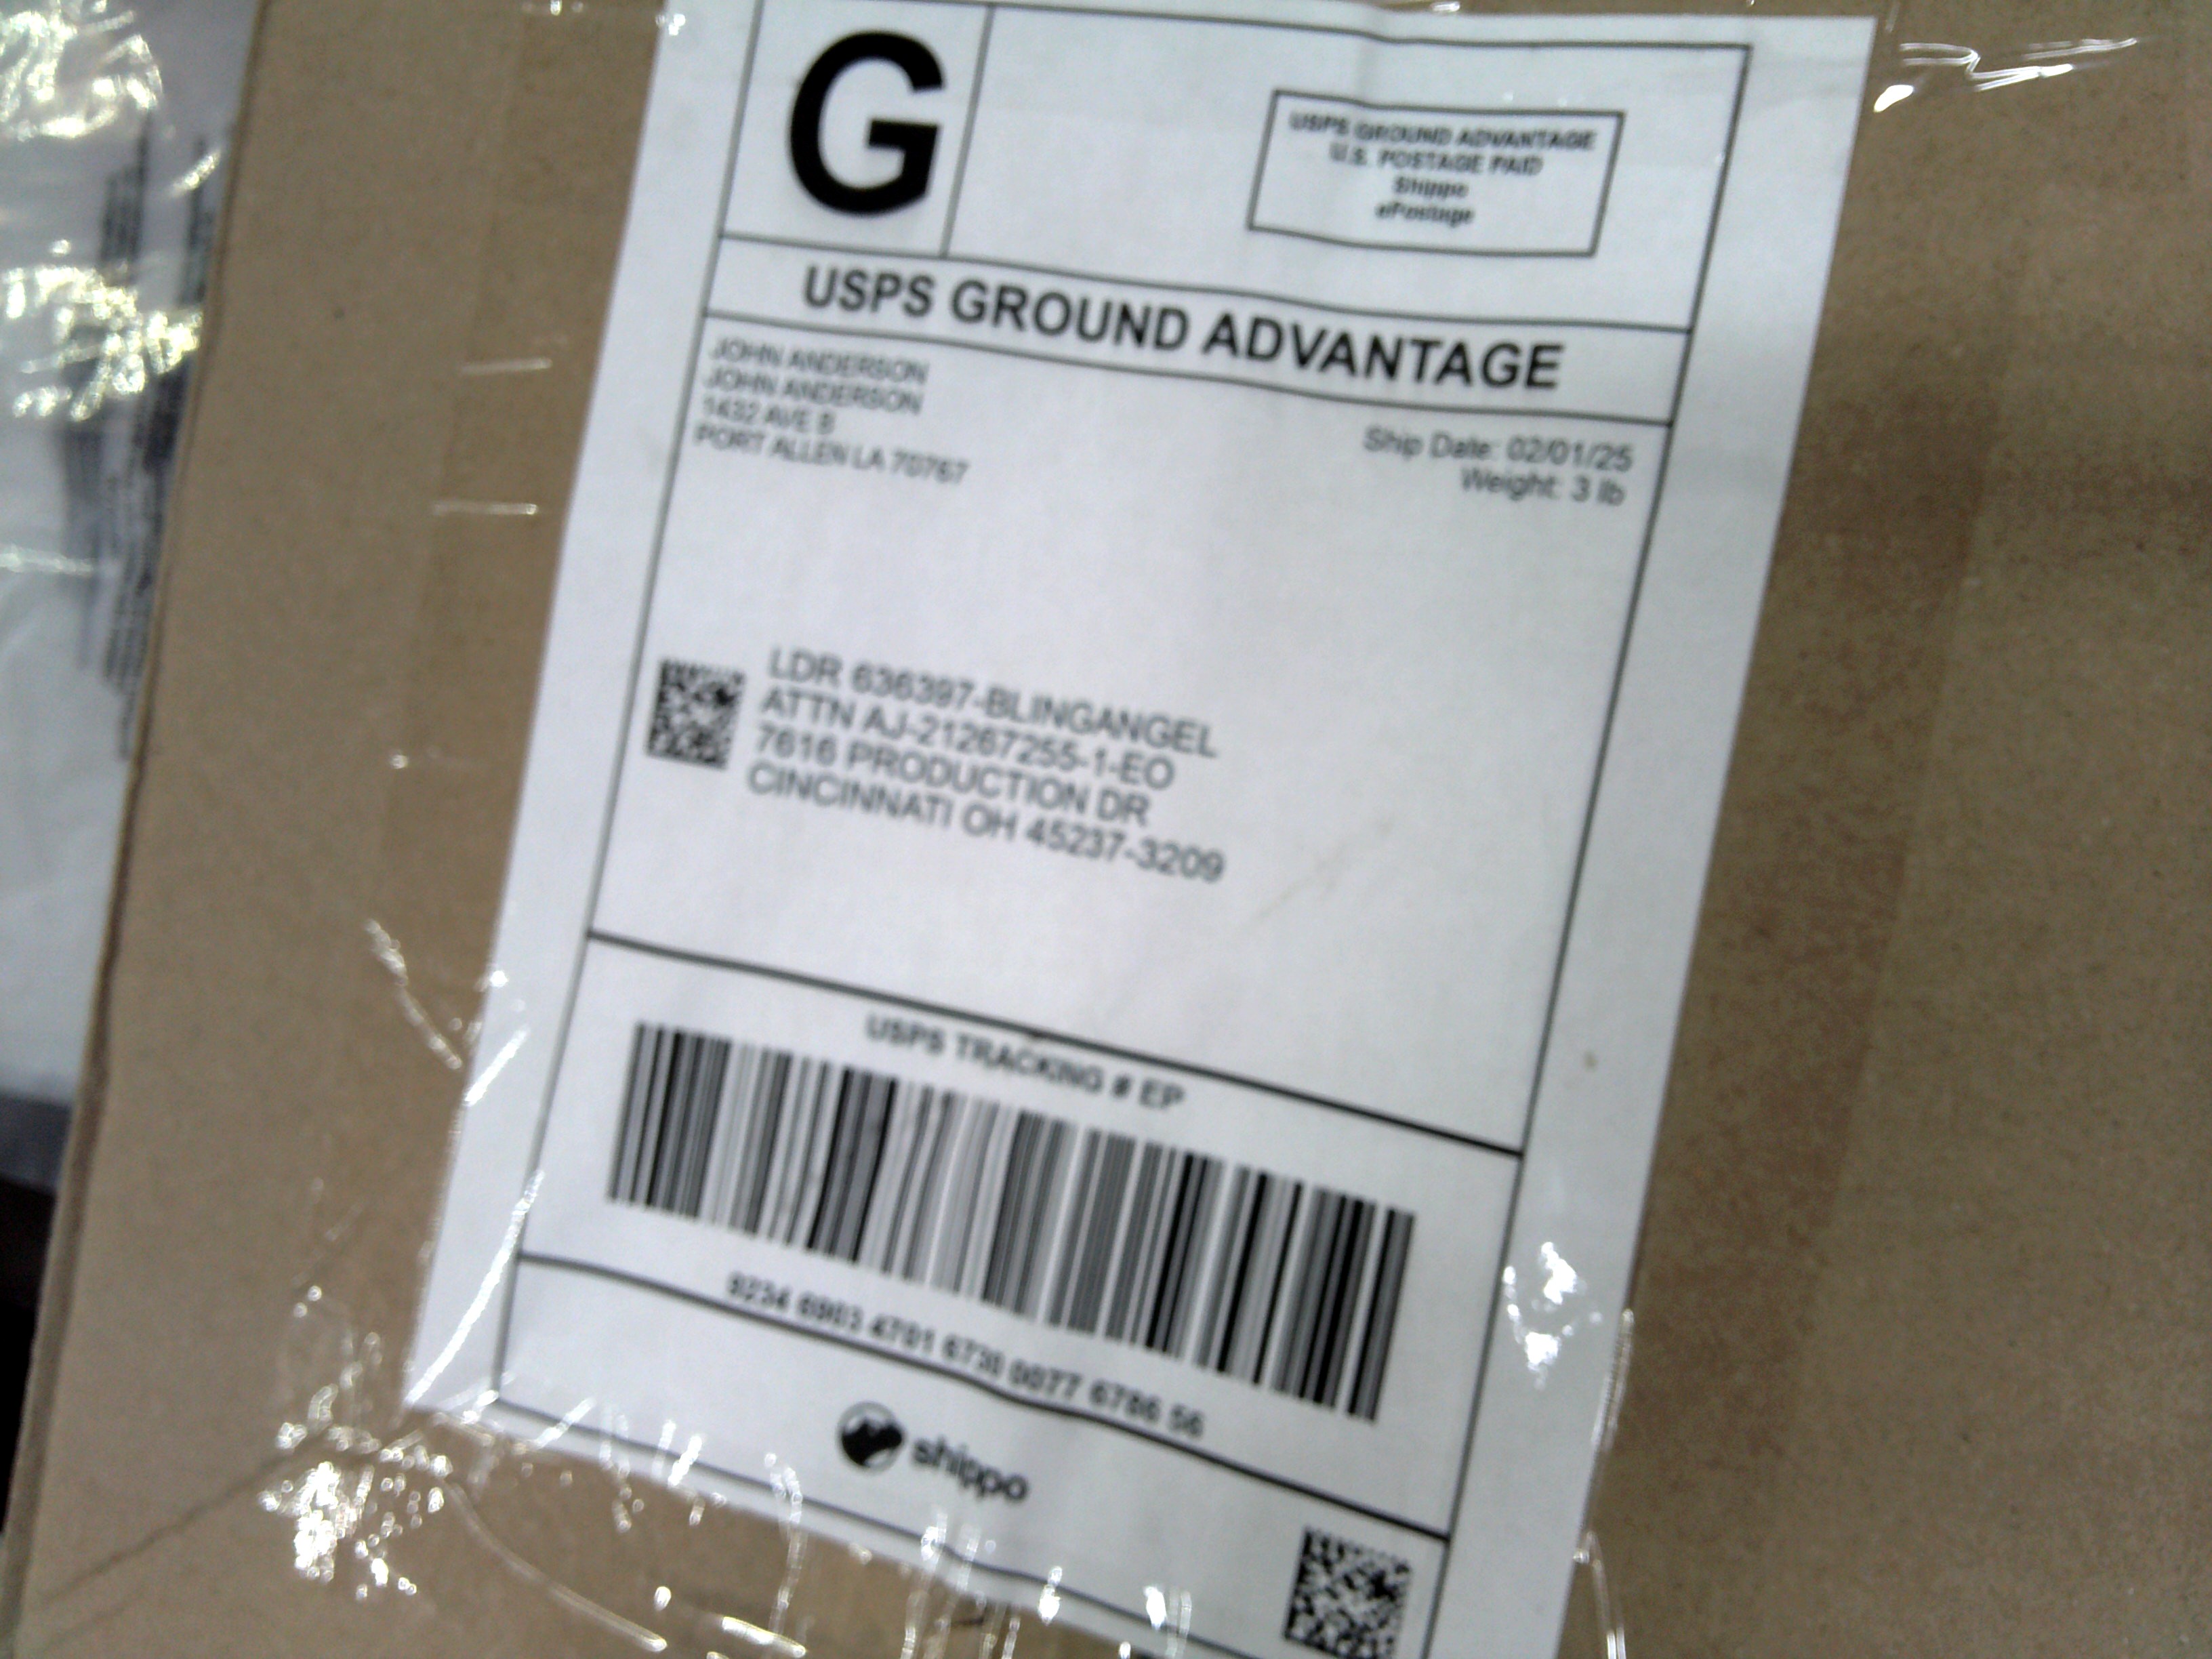 G
USPS GROUND ADVANTAGE
U.S. POSTAGE PAID
Shippo
ePostage
USPS GROUND ADVANTAGE
JOHN ANDERSON
JOHN ANDERSON
1432 AVE B
PORT ALLEN LA 70767
Ship Date: 02/01/25
Weight: 3 lb
LDR 636397-BLINGANGEL
ATTN AJ-21267255-1-EO
7616 PRODUCTION DR
CINCINNATI OH 45237-3209
USPS TRACKING # EP
9234 6903 4701 6730 0077 6786 56
shippo